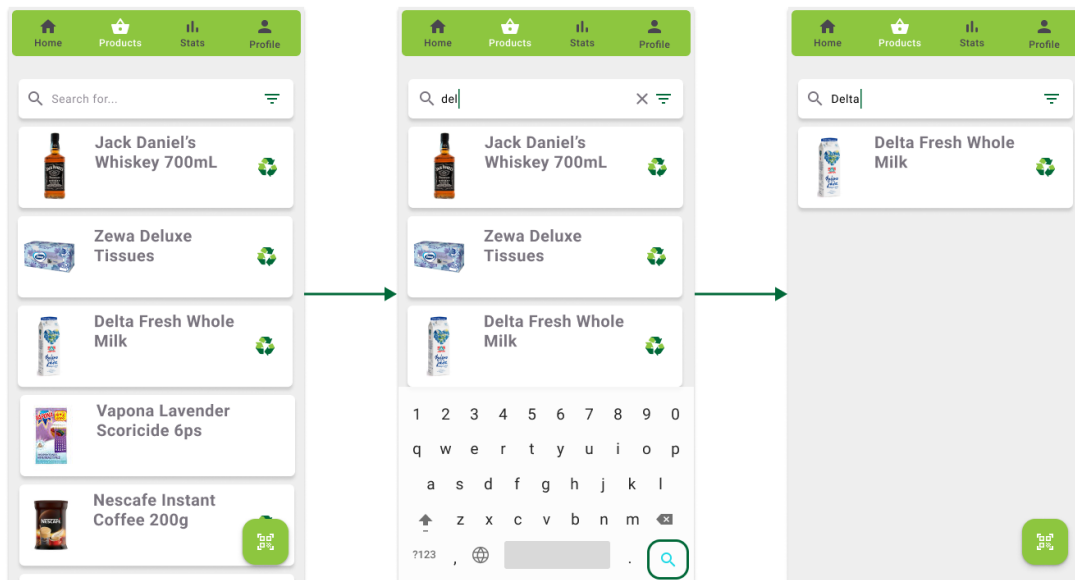 Home Products Stats Profile
Search for...
Jack Daniel's
Whiskey 700mL
Zewa Deluxe
Tissues
Delta Fresh Whole
Milk
Vapona Lavender
Scoricide 6ps
Nescafe Instant
Coffee 200g
Home Products Stats Profile
del
Jack Daniel's
Whiskey 700mL
Zewa Deluxe
Tissues
Delta Fresh Whole
Milk
1 2 3 4 5 6 7 8 9 0
q w e r t y u i o p
a s d f g h j k l
z x c v b n m
?123 , .
Home Products Stats Profile
Delta
Delta Fresh Whole
Milk